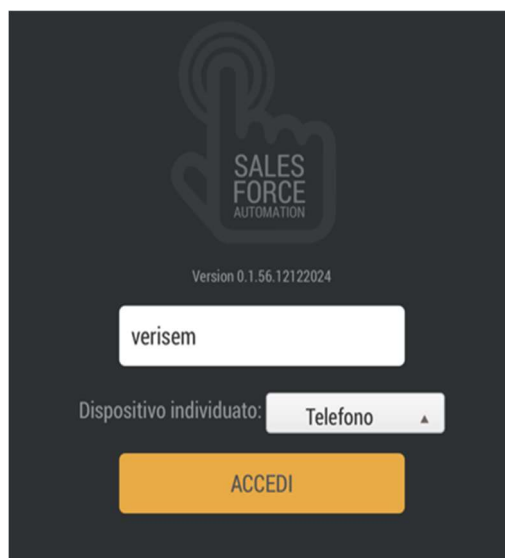 SALES
FORCE
AUTOMATION
Version 0.1.56.12122024
verisem
Dispositivo individuato: Telefono
ACCEDI